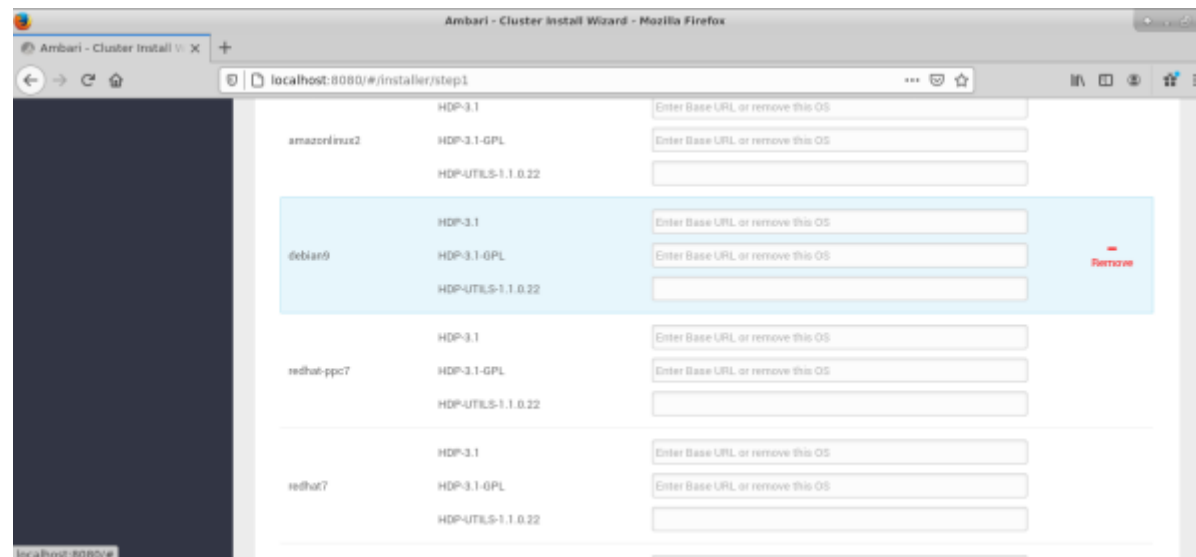 Ambari - Cluster Install Wizard - Mozilla Firefox
Ambari - Cluster Install W
localhost:8080/#/installer/step1
HDP-3.1 Enter Base URL or remove this OS
amazonlinux2 HDP-3.1-GPL Enter Base URL or remove this OS
HDP-UTILS-1.1.0.22
HDP-3.1 Enter Base URL or remove this OS
debian9 HDP-3.1-GPL Enter Base URL or remove this OS Remove
HDP-UTILS-1.1.0.22
HDP-3.1 Enter Base URL or remove this OS
redhat-ppc7 HDP-3.1-GPL Enter Base URL or remove this OS
HDP-UTILS-1.1.0.22
HDP-3.1 Enter Base URL or remove this OS
redhat7 HDP-3.1-GPL Enter Base URL or remove this OS
HDP-UTILS-1.1.0.22
localhost:8080/#